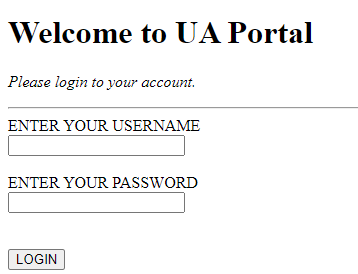 Welcome to UA Portal
Please login to your account.
ENTER YOUR USERNAME
ENTER YOUR PASSWORD
LOGIN